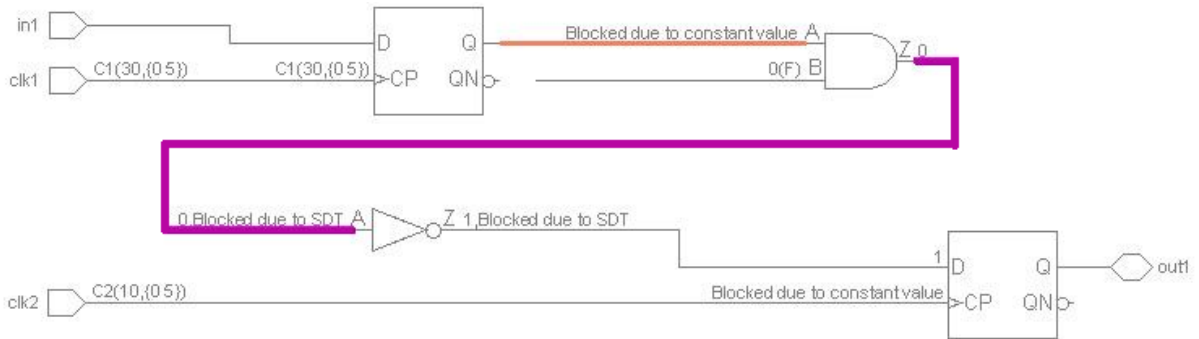 in1
Blocked due to constant value A
D Q
Z 0
clk1 C1(30,{0 5}) C1(30,{0 5}) CP QN 0(F) B
0,Blocked due to SDT A Z 1,Blocked due to SDT
1 D Q out1
clk2 C2(10,{0 5}) Blocked due to constant value CP QN